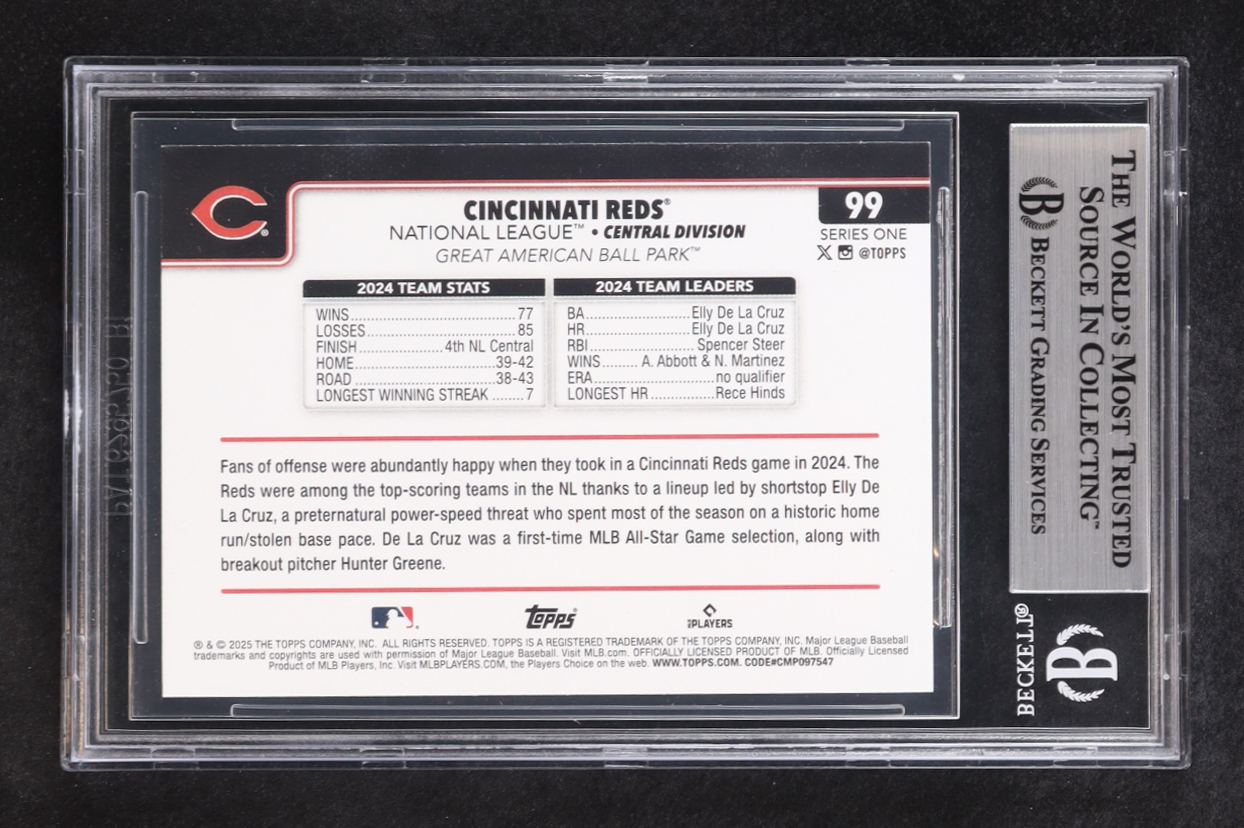 CINCINNATI REDS®
NATIONAL LEAGUE™ • CENTRAL DIVISION
GREAT AMERICAN BALL PARK™
99
SERIES ONE
@TOPPS
2024 TEAM STATS
WINS........77
LOSSES........85
FINISH........4th NL Central
HOME........39-42
ROAD........38-43
LONGEST WINNING STREAK........7
2024 TEAM LEADERS
BA........Elly De La Cruz
HR........Elly De La Cruz
RBI........Spencer Steer
WINS........A. Abbott & N. Martinez
ERA........no qualifier
LONGEST HR........Rece Hinds
Fans of offense were abundantly happy when they took in a Cincinnati Reds game in 2024. The
Reds were among the top-scoring teams in the NL thanks to a lineup led by shortstop Elly De
La Cruz, a preternatural power-speed threat who spent most of the season on a historic home
run/stolen base pace. De La Cruz was a first-time MLB All-Star Game selection, along with
breakout pitcher Hunter Greene.
topps®
PLAYERS
® & © 2025 THE TOPPS COMPANY, INC. ALL RIGHTS RESERVED. TOPPS IS A REGISTERED TRADEMARK OF THE TOPPS COMPANY, INC. Major League Baseball
trademarks and copyrights are used with permission of Major League Baseball. Visit MLB.com. OFFICIALLY LICENSED PRODUCT OF MLB. Officially Licensed
Product of MLB Players, Inc. Visit MLBPLAYERS.COM, the Players Choice on the web. WWW.TOPPS.COM. CODE#CMP097547
THE WORLD'S MOST TRUSTED
SOURCE IN COLLECTING™
B BECKETT GRADING SERVICES
B
BECKETT®